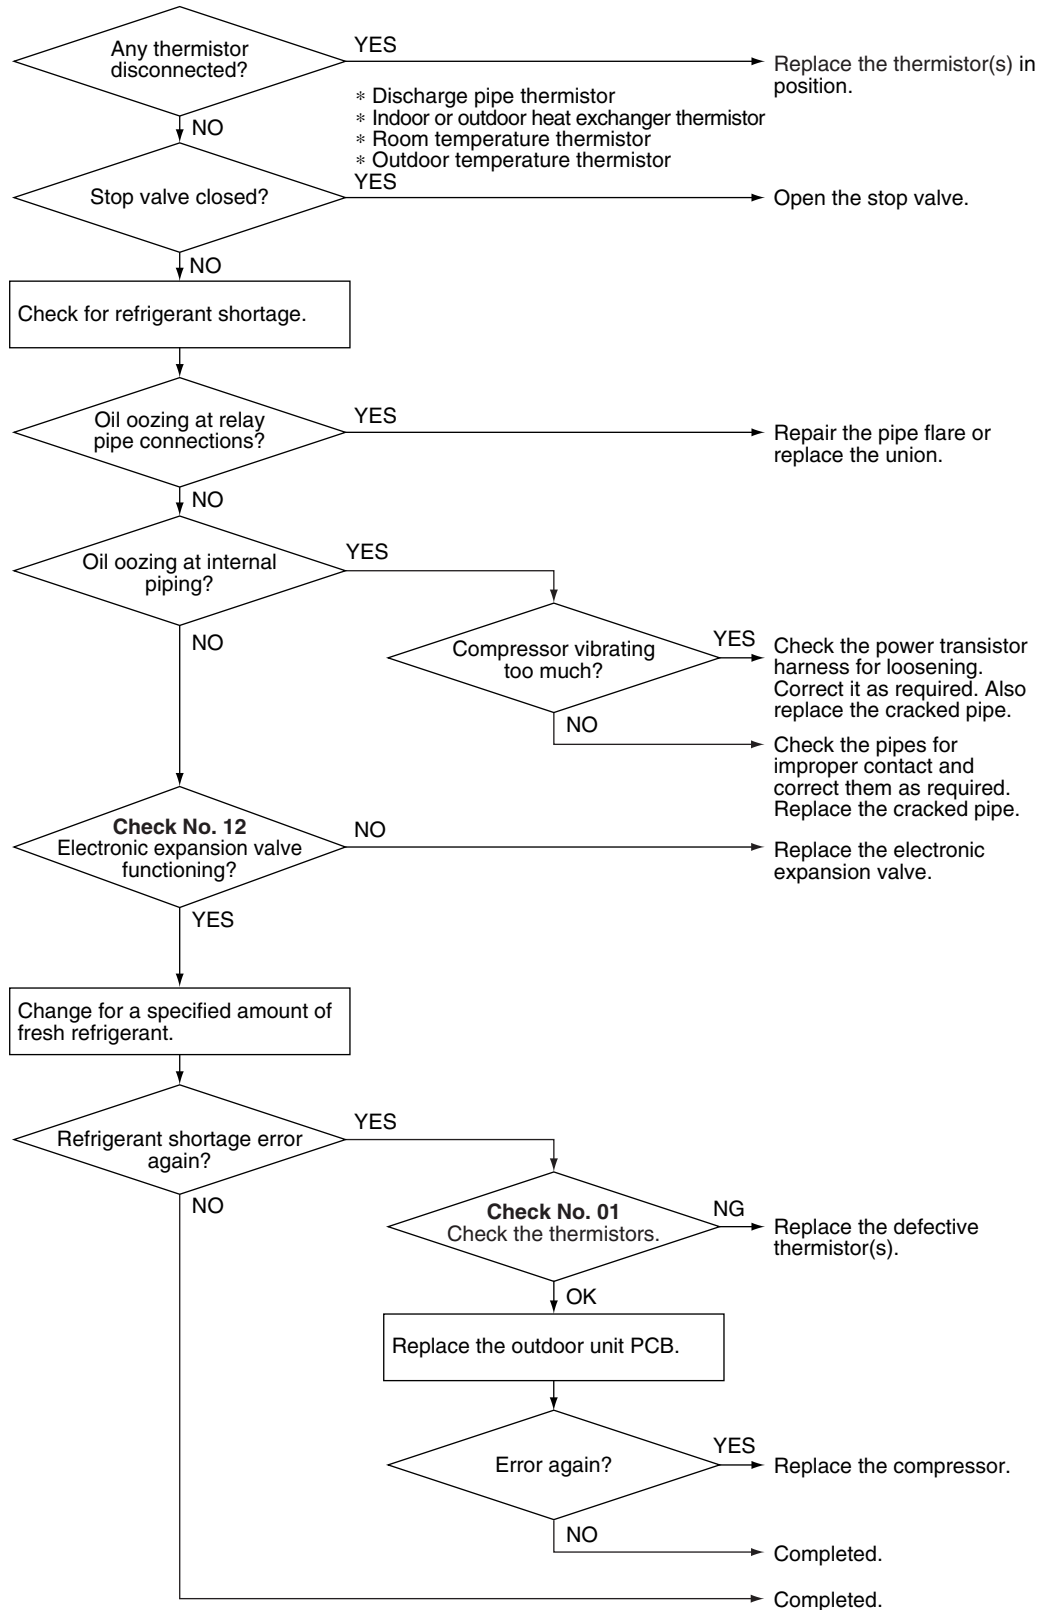 Any thermistor
disconnected?
YES
Replace the thermistor(s) in
position.
∗ Discharge pipe thermistor
∗ Indoor or outdoor heat exchanger thermistor
∗ Room temperature thermistor
∗ Outdoor temperature thermistor
NO
Stop valve closed?
YES
Open the stop valve.
NO
Check for refrigerant shortage.
Oil oozing at relay
pipe connections?
YES
Repair the pipe flare or
replace the union.
NO
Oil oozing at internal
piping?
YES
NO
Compressor vibrating
too much?
YES
Check the power transistor
harness for loosening.
Correct it as required. Also
replace the cracked pipe.
NO
Check the pipes for
improper contact and
correct them as required.
Replace the cracked pipe.
Check No. 12
Electronic expansion valve
functioning?
NO
Replace the electronic
expansion valve.
YES
Change for a specified amount of
fresh refrigerant.
Refrigerant shortage error
again?
YES
NO
Check No. 01
Check the thermistors.
NG
Replace the defective
thermistor(s).
OK
Replace the outdoor unit PCB.
Error again?
YES
Replace the compressor.
NO
Completed.
Completed.